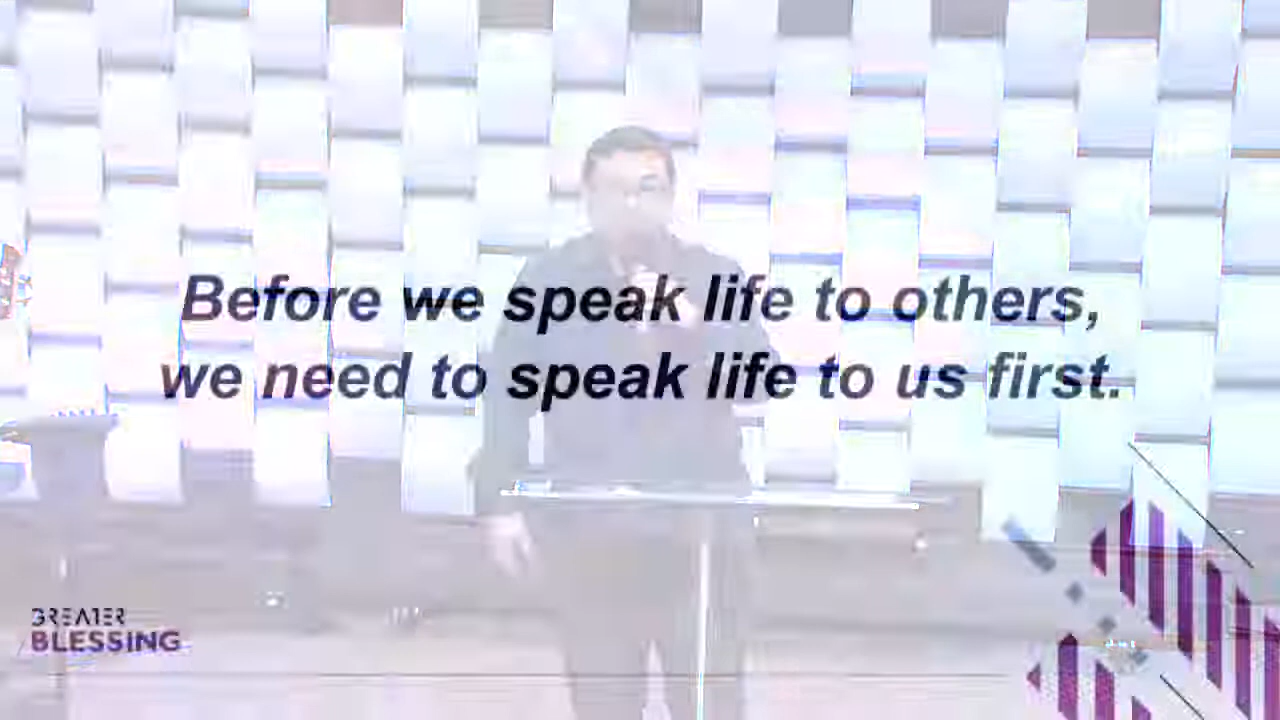 Before we speak life to others,
we need to speak life to us first.
GREATER
BLESSING